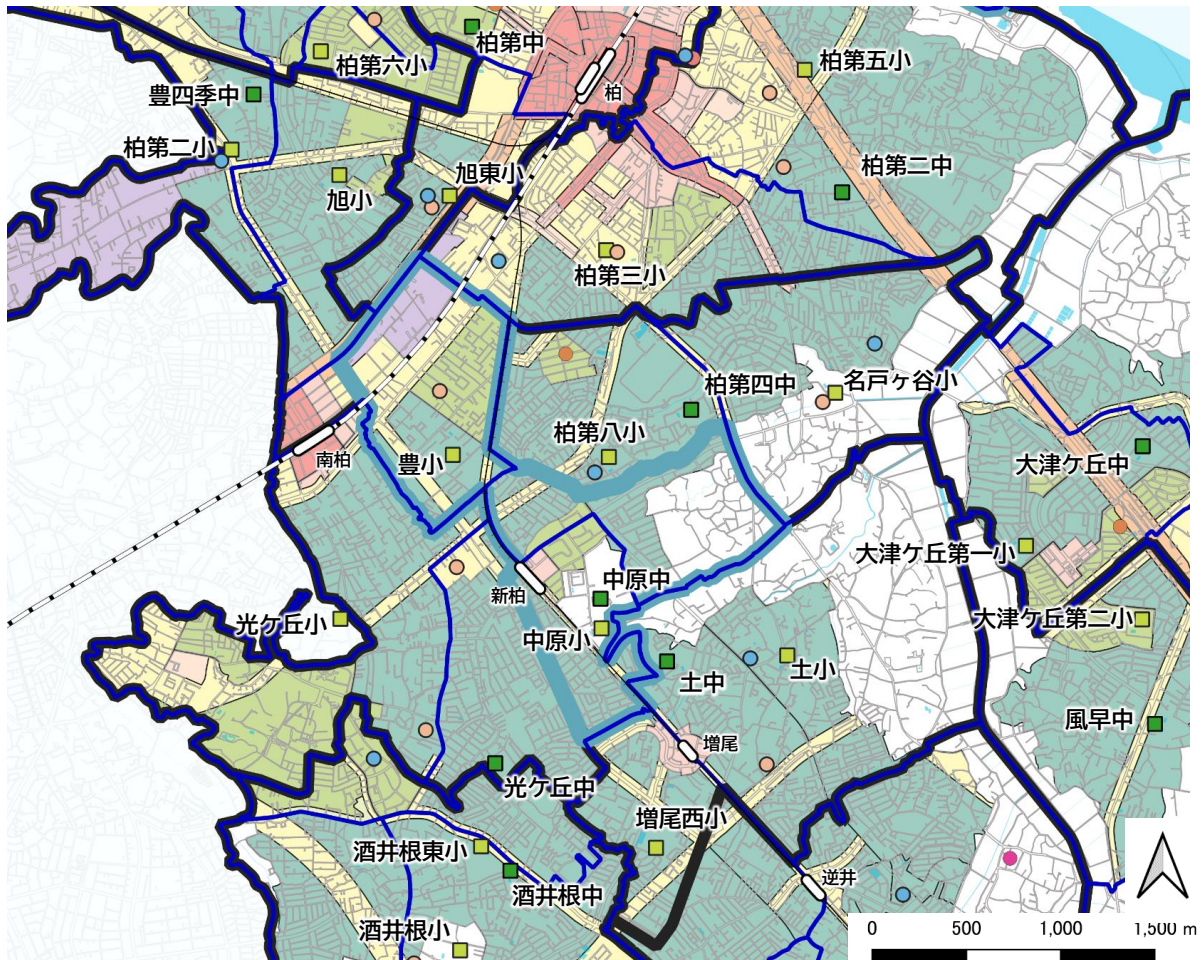 柏第中
柏第六小
柏第五小
豊四季中
柏
柏第二小
旭東小
柏第二中
旭小
柏第三小
柏第四中
名戸ヶ谷小
柏第八小
南柏
豊小
大津ケ丘中
大津ケ丘第一小
新柏
中原中
光ケ丘小
中原小
大津ケ丘第二小
土中
土小
風早中
増尾
光ケ丘中
増尾西小
酒井根東小
逆井
酒井根中
酒井根小
0 500 1,000 1,500 m